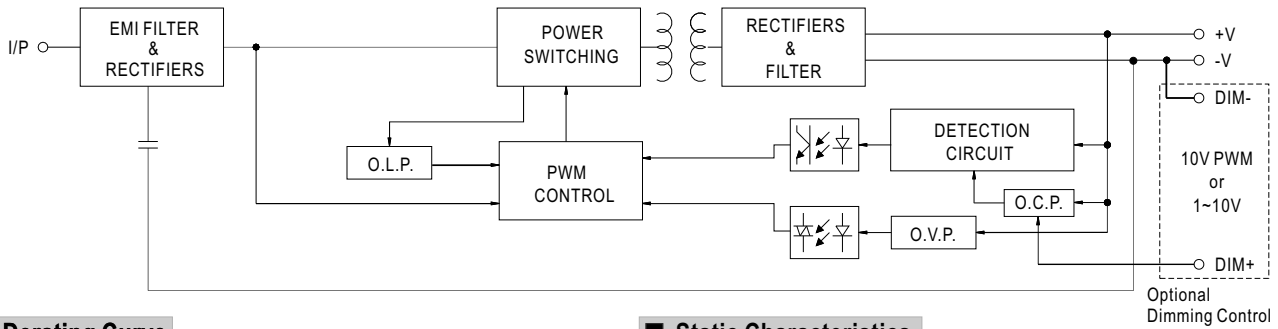 I/P
EMI FILTER
&
RECTIFIERS
POWER
SWITCHING
RECTIFIERS
&
FILTER
+V
-V
DIM-
O.L.P.
PWM
CONTROL
DETECTION
CIRCUIT
O.C.P.
O.V.P.
10V PWM
or
1~10V
DIM+
Optional
Dimming Control
Derating Curve
Static Characteristics